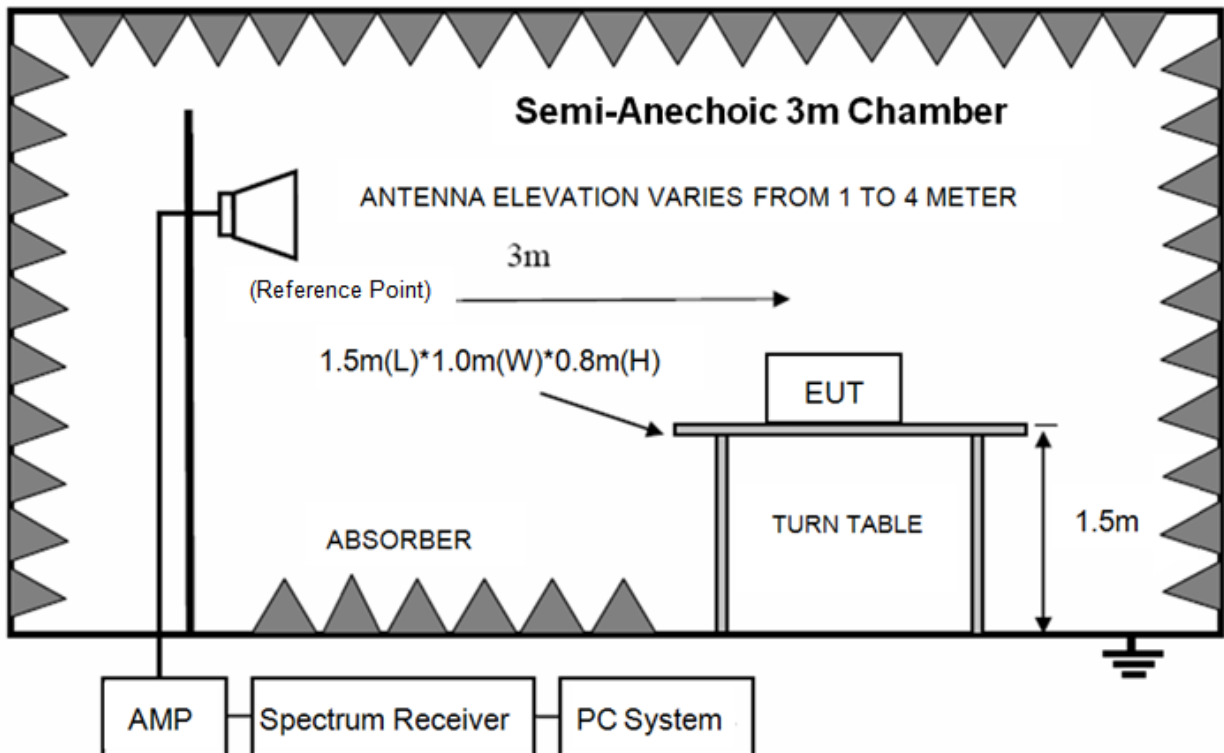 Semi-Anechoic 3m Chamber
ANTENNA ELEVATION VARIES FROM 1 TO 4 METER
3m
(Reference Point)
1.5m(L)*1.0m(W)*0.8m(H)
EUT
TURN TABLE
1.5m
ABSORBER
AMP
Spectrum Receiver
PC System